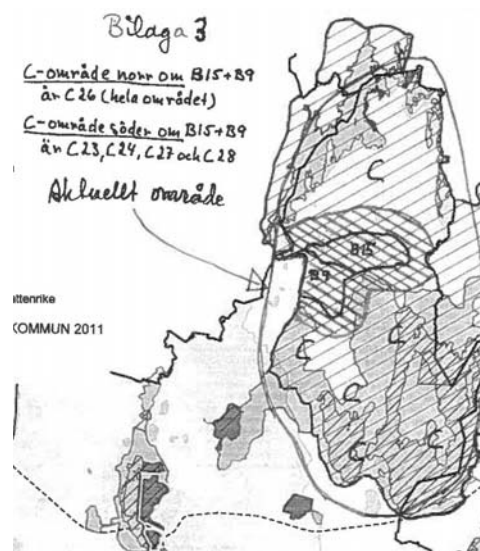 Bilaga 3
C-område norr om B15+B9
är C26 (hela området)
C-område söder om B15+B9
än C23, C24, C27 och C28
Aktuellt område
C
B15
B9
ttenrike
KOMMUN 2011
C
C
C
C
C